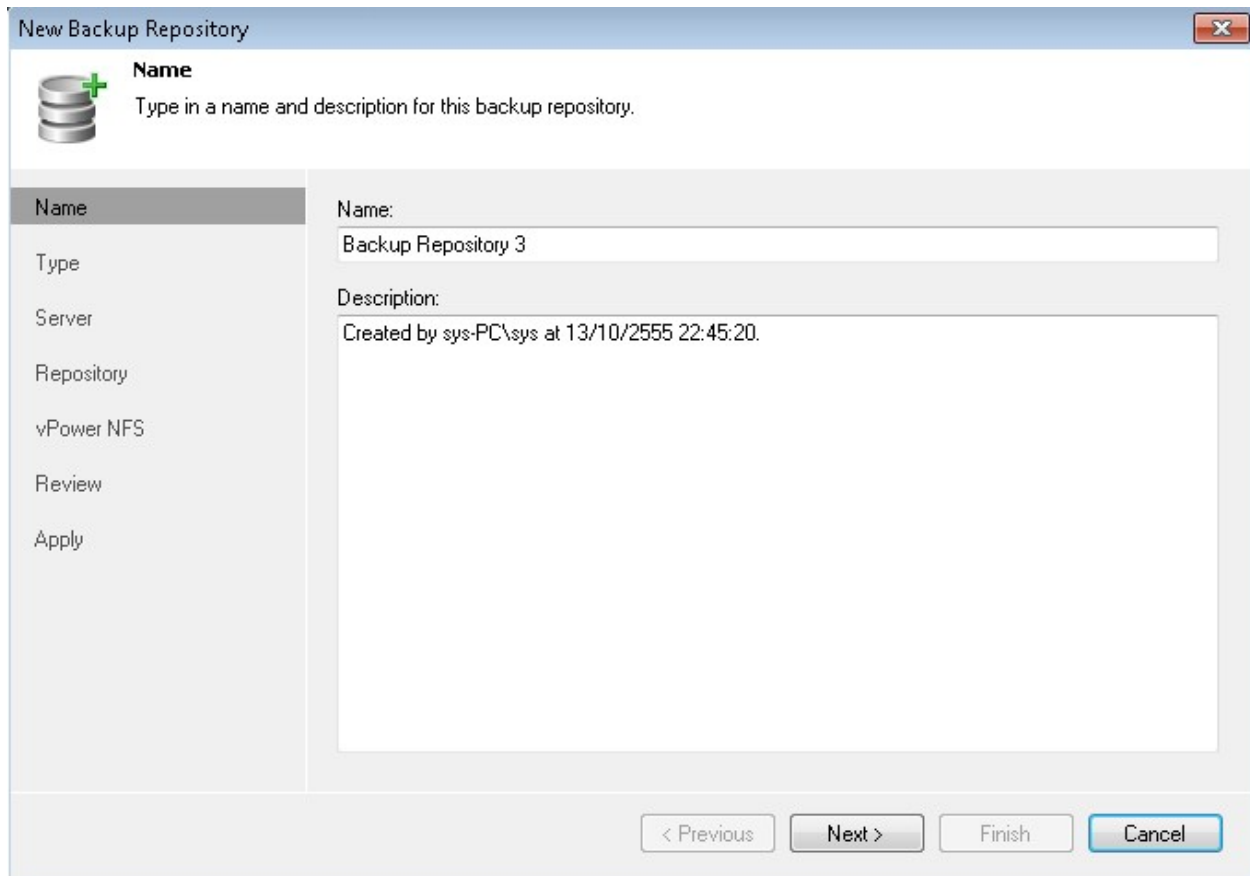 New Backup Repository
Name
Type in a name and description for this backup repository.
Name
Type
Server
Repository
vPower NFS
Review
Apply
Name:
Backup Repository 3
Description:
Created by sys-PC\sys at 13/10/2555 22:45:20.
< Previous
Next >
Finish
Cancel